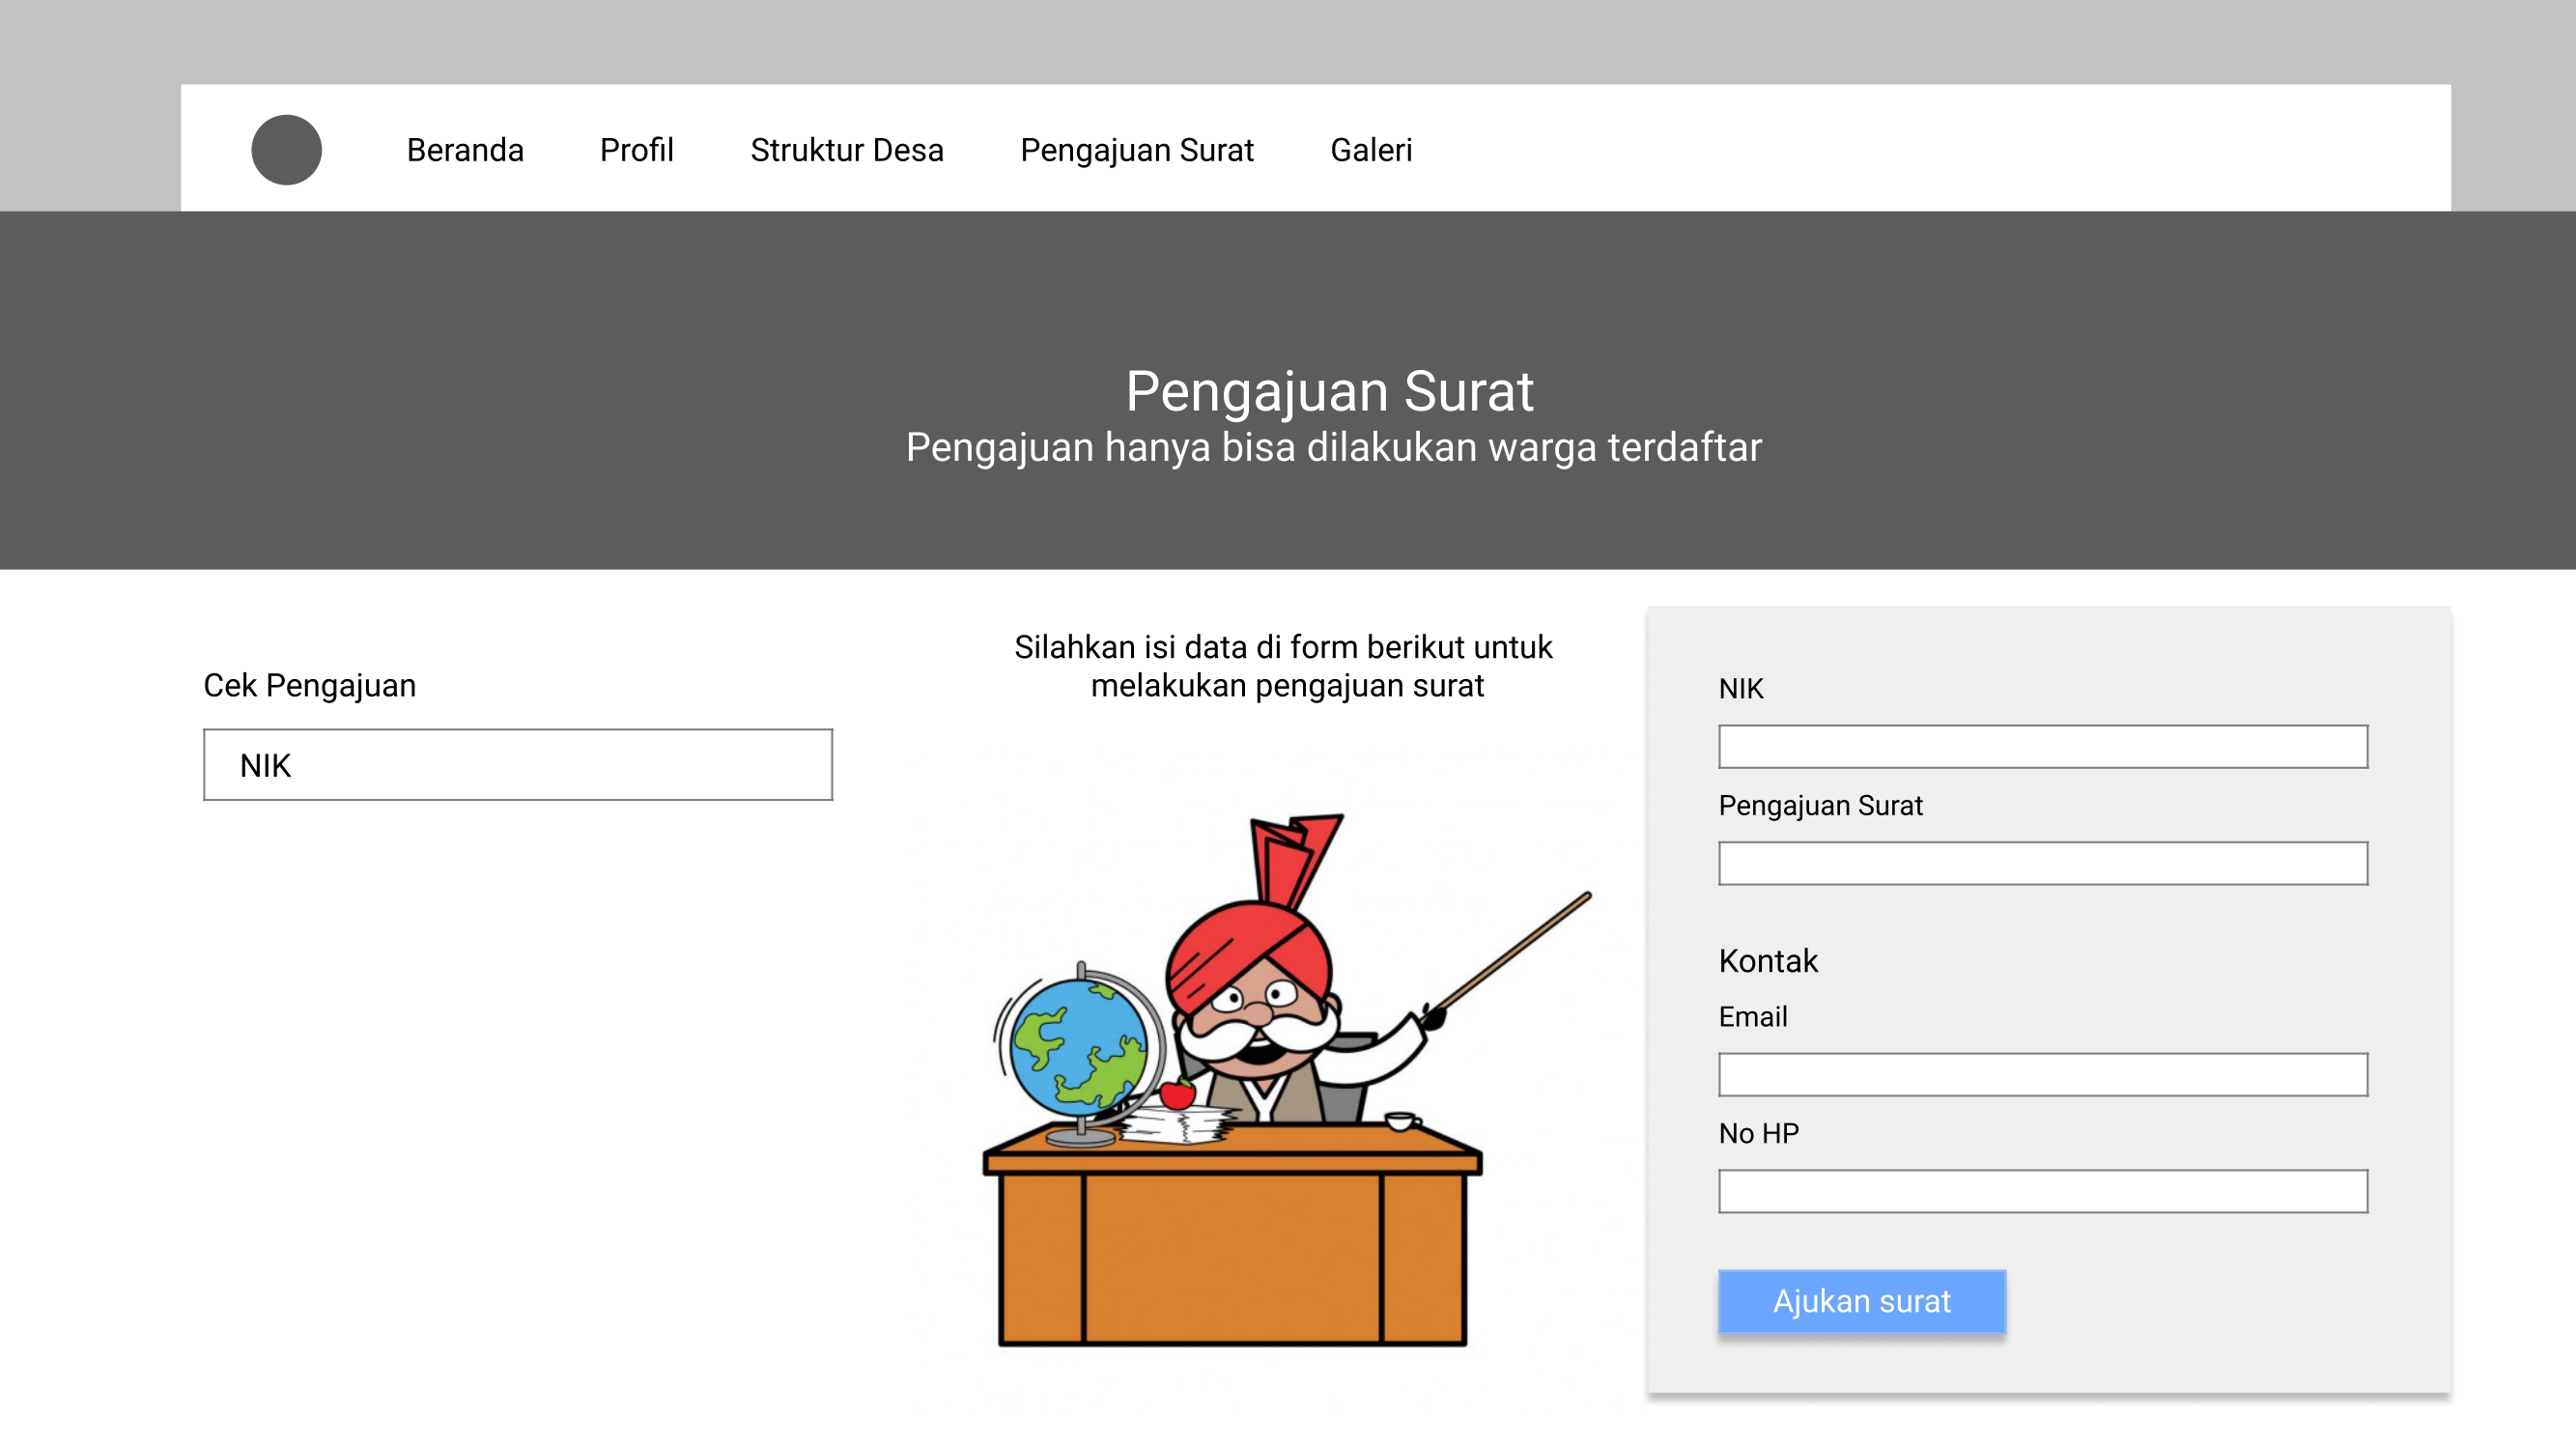 Beranda Profil Struktur Desa Pengajuan Surat Galeri
Pengajuan Surat
Pengajuan hanya bisa dilakukan warga terdaftar
Cek Pengajuan
NIK
Silahkan isi data di form berikut untuk
melakukan pengajuan surat
NIK
Pengajuan Surat
Kontak
Email
No HP
Ajukan surat